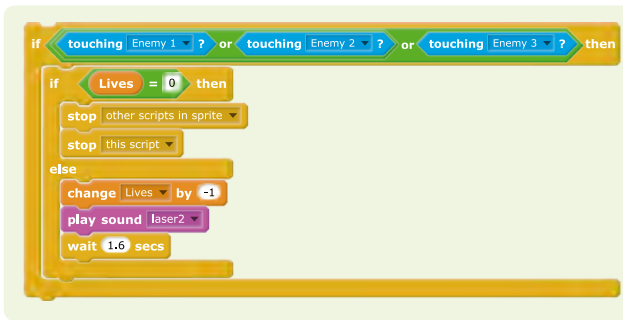 if touching Enemy 1 ? or touching Enemy 2 ? or touching Enemy 3 ? then
if Lives = 0 then
stop other scripts in sprite
stop this script
else
change Lives by -1
play sound laser2
wait 1.6 secs